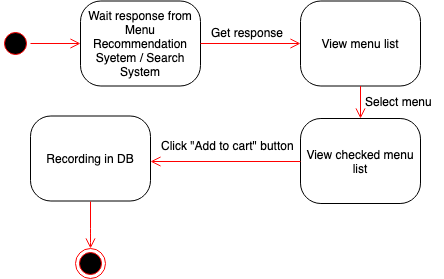 Wait response from
Menu
Recommendation
Syetem / Search
System
Get response
View menu list
Select menu
View checked menu
list
Click "Add to cart" button
Recording in DB